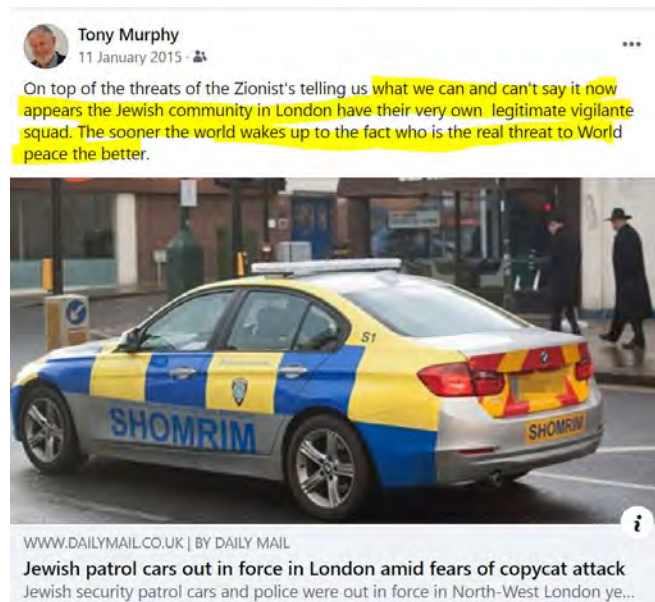 Tony Murphy
11 January 2015
On top of the threats of the Zionist's telling us what we can and can't say it now
appears the Jewish community in London have their very own legitimate vigilante
squad. The sooner the world wakes up to the fact who is the real threat to World
peace the better.
S1
SHOMRIM
SHOMRIM
WWW.DAILYMAIL.CO.UK | BY DAILY MAIL
Jewish patrol cars out in force in London amid fears of copycat attack
Jewish security patrol cars and police were out in force in North-West London ye...